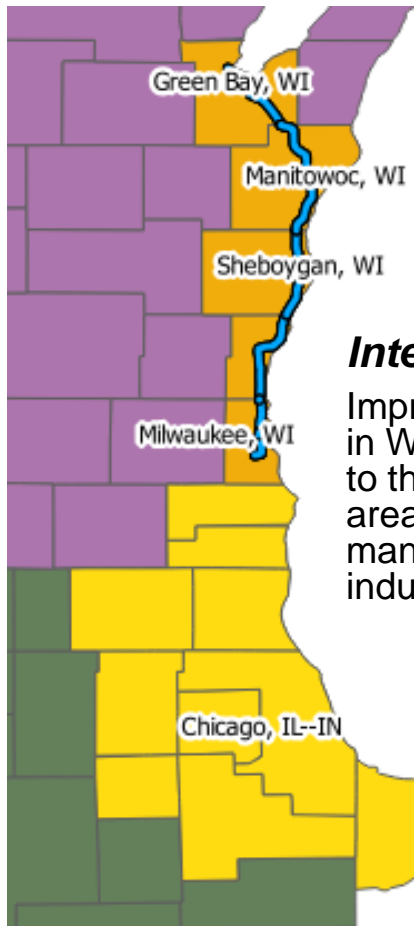 Green Bay, WI
Manitowoc, WI
Sheboygan, WI
Inte
Impr
Milwaukee, WI
in W
to th
area
man
indu
Chicago, IL--IN